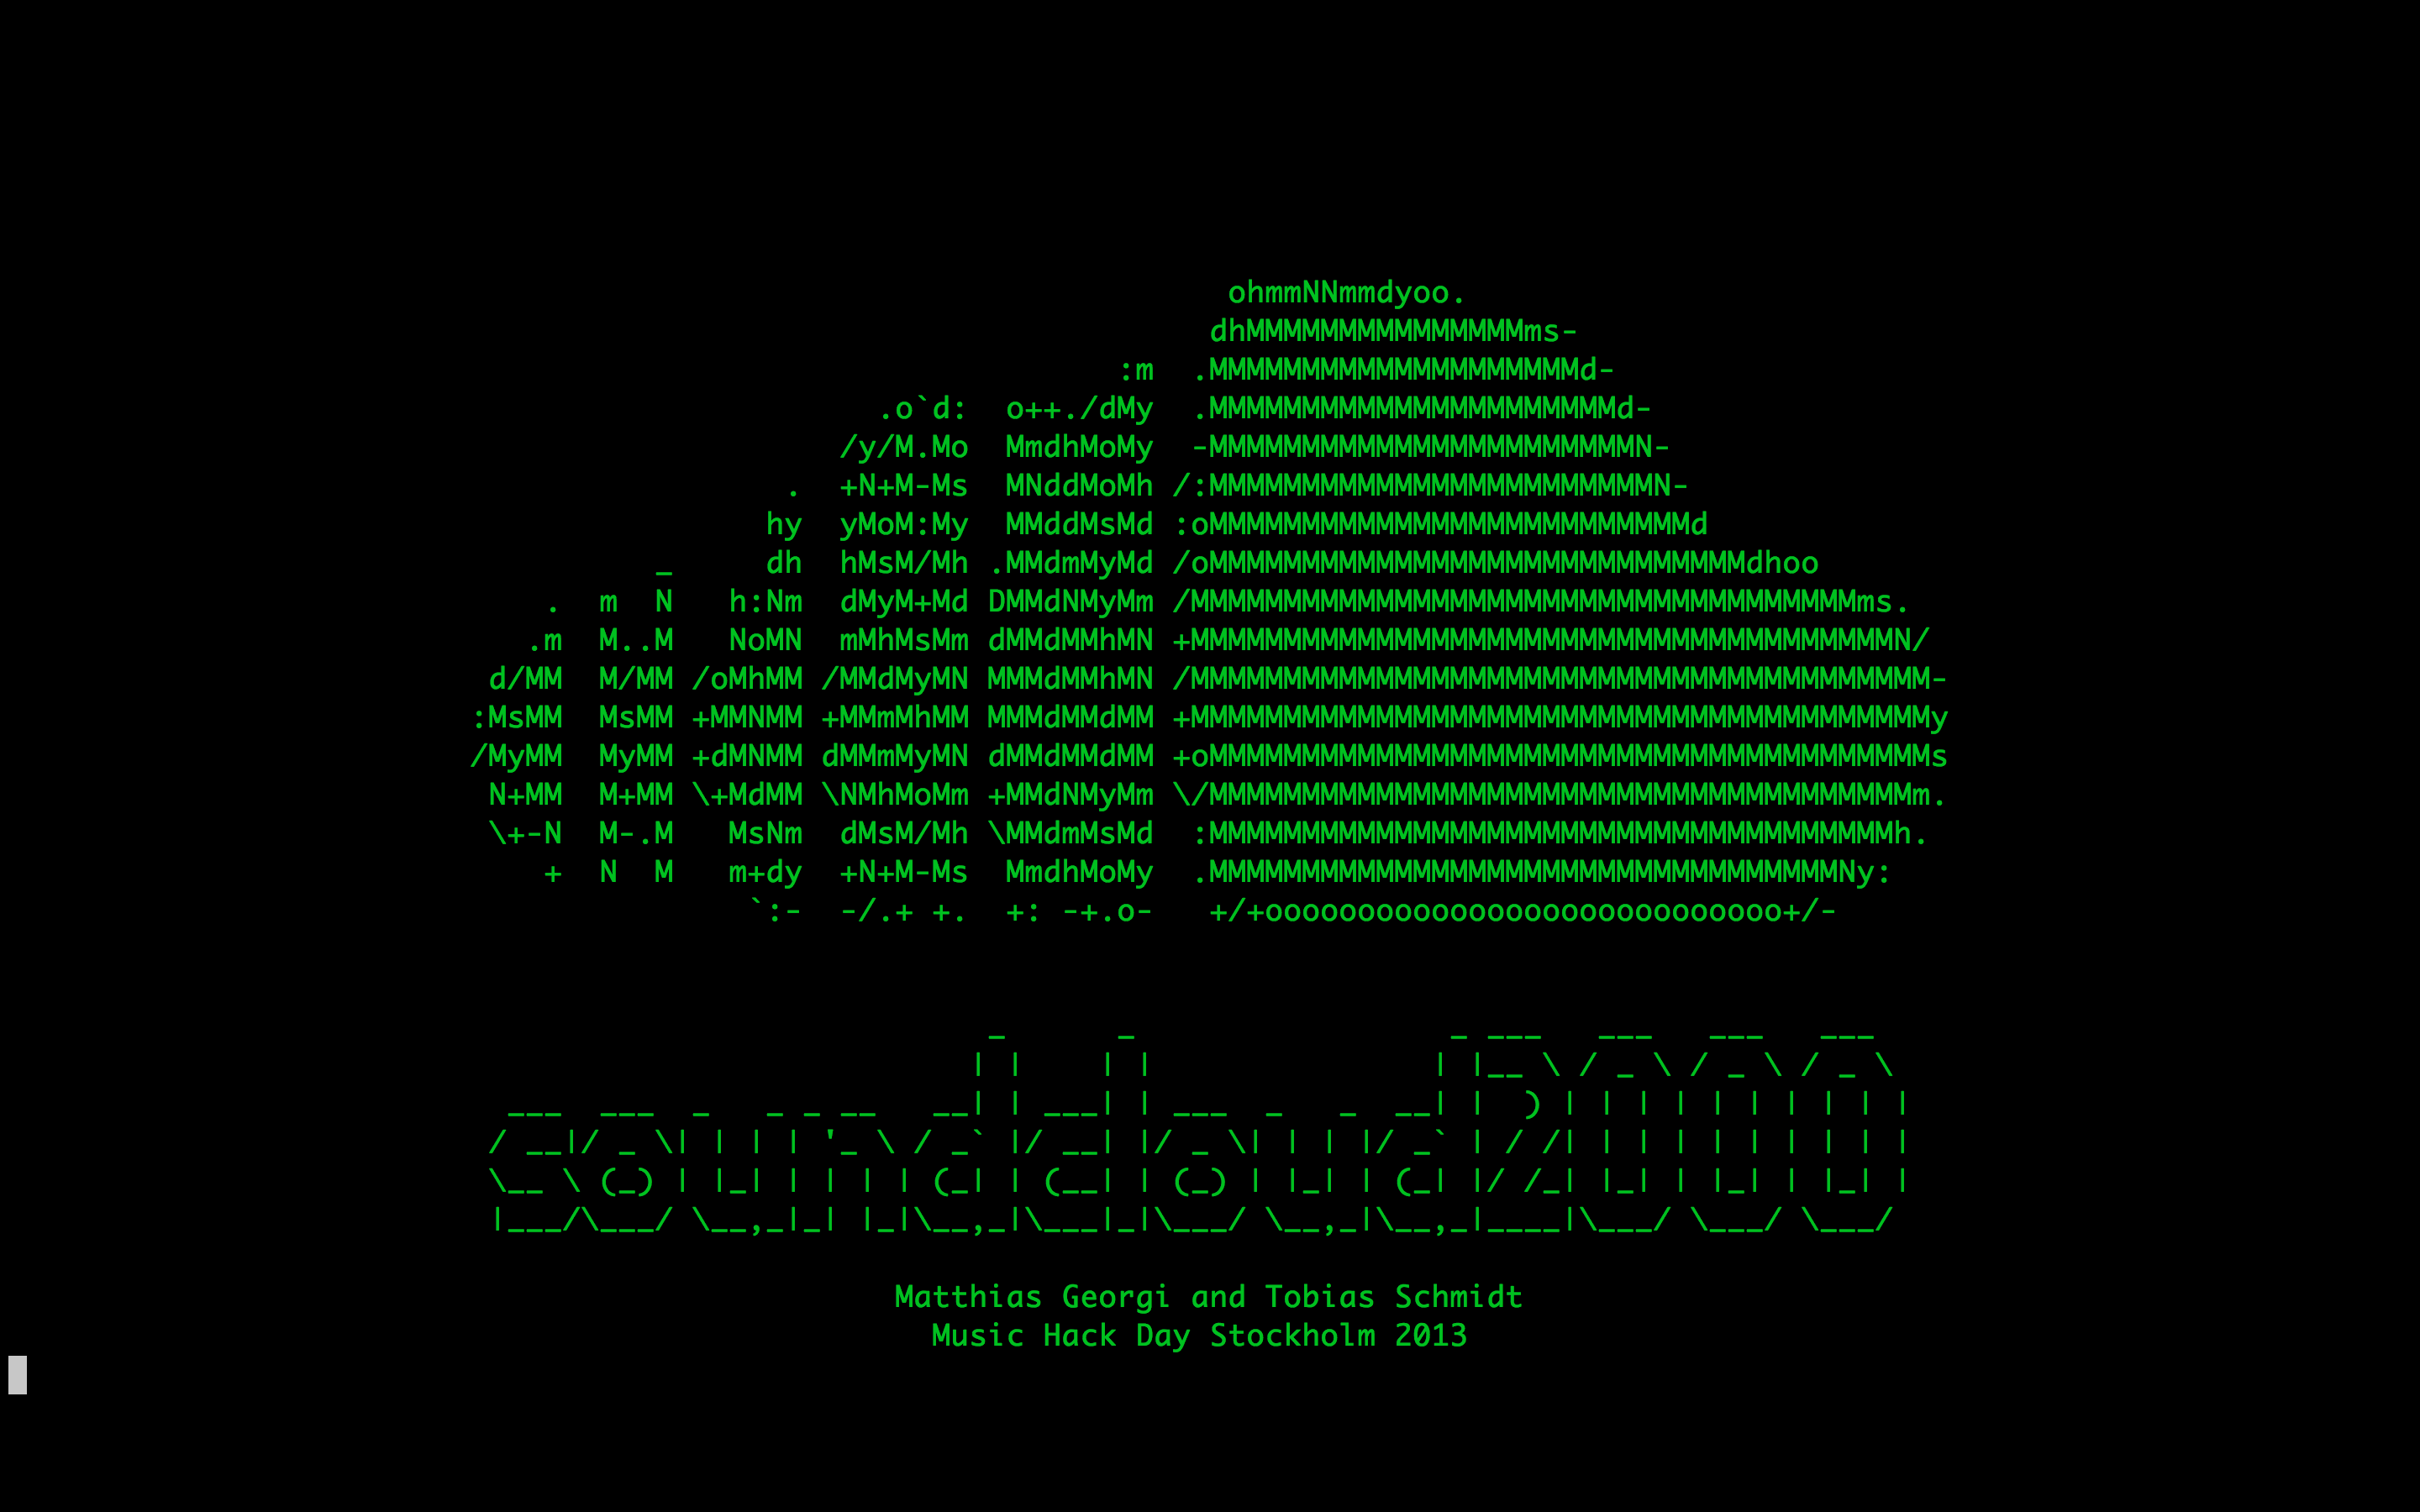 soundcloud2000
Matthias Georgi and Tobias Schmidt
Music Hack Day Stockholm 2013